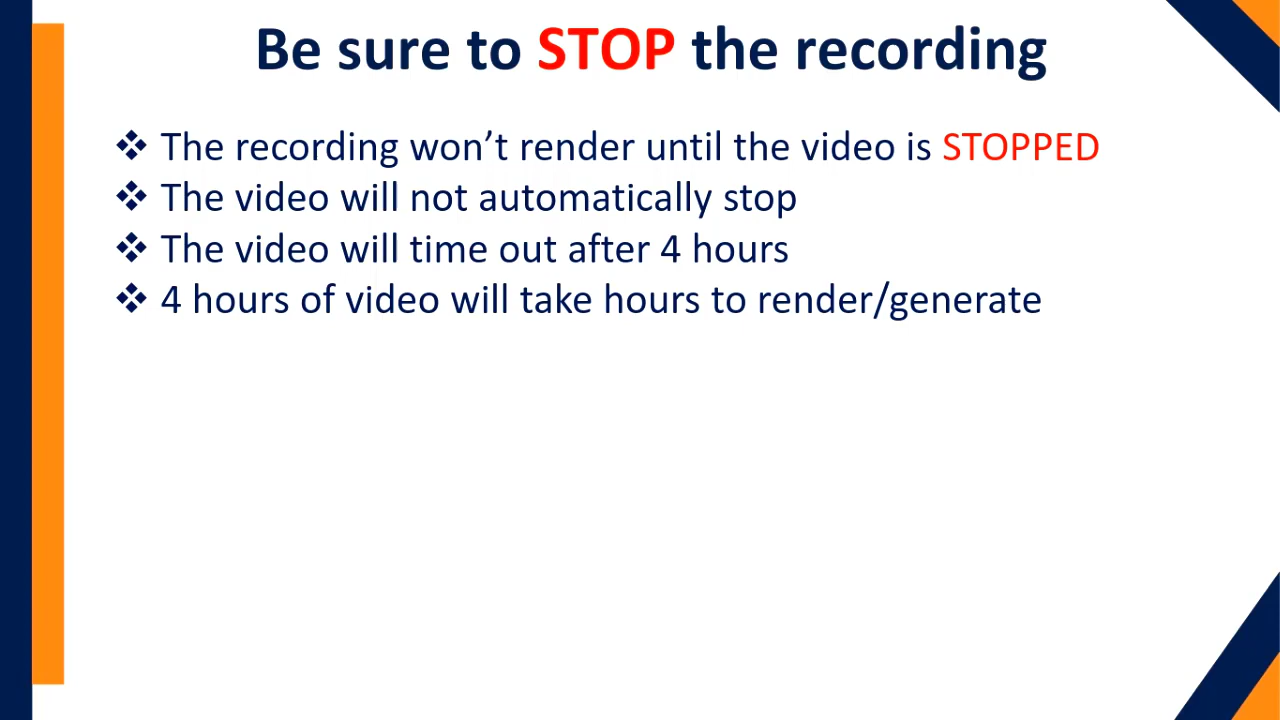 Be sure to STOP the recording
❖ The recording won’t render until the video is STOPPED
❖ The video will not automatically stop
❖ The video will time out after 4 hours
❖ 4 hours of video will take hours to render/generate